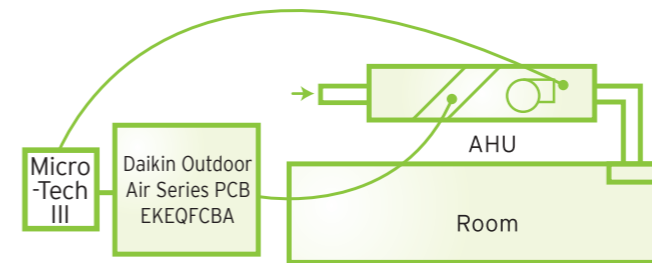 Micro
-Tech
III
Daikin Outdoor
Air Series PCB
EKEQFCBA
AHU
Room